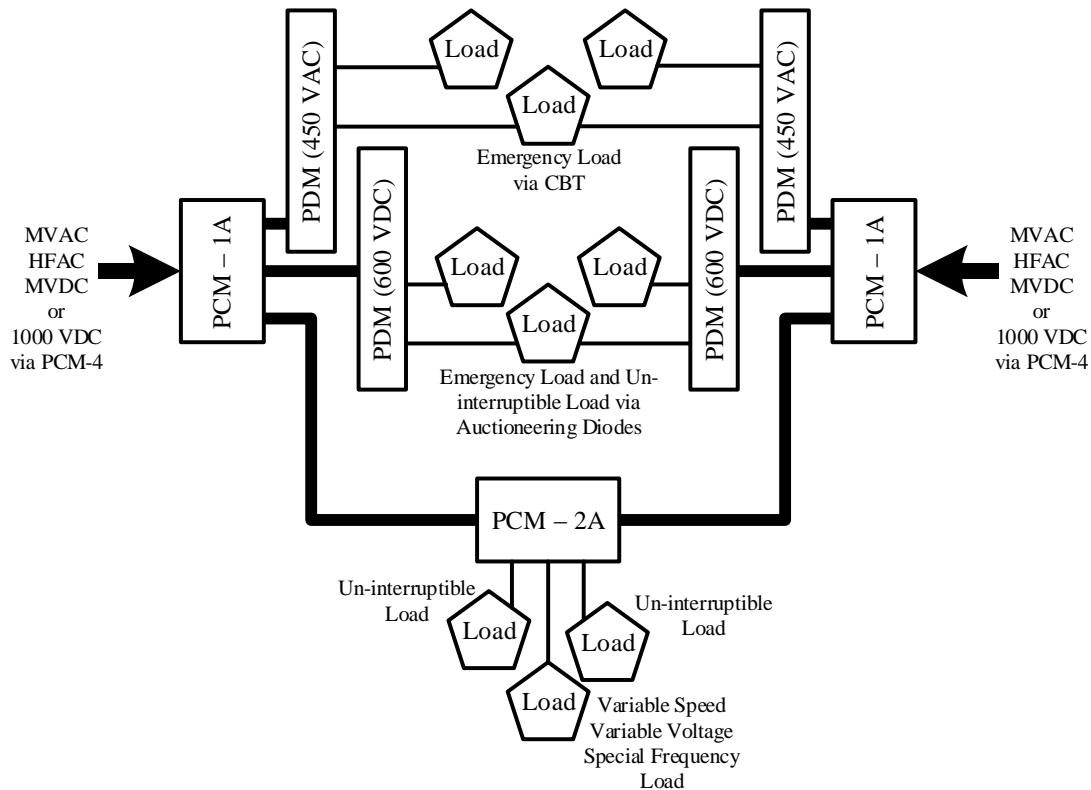 Load
Load
PDM (450 VAC)
PDM (450 VAC)
Load
Emergency Load
via CBT
PDM (600 VDC)
PDM (600 VDC)
PCM – 1A
PCM – 1A
MVAC
HFAC
MVDC
or
1000 VDC
via PCM-4
MVAC
HFAC
MVDC
or
1000 VDC
via PCM-4
Load
Load
Load
Emergency Load and Un-
interruptible Load via
Auctioneering Diodes
PCM – 2A
Un-interruptible
Load
Un-interruptible
Load
Load
Load
Load
Variable Speed
Variable Voltage
Special Frequency
Load